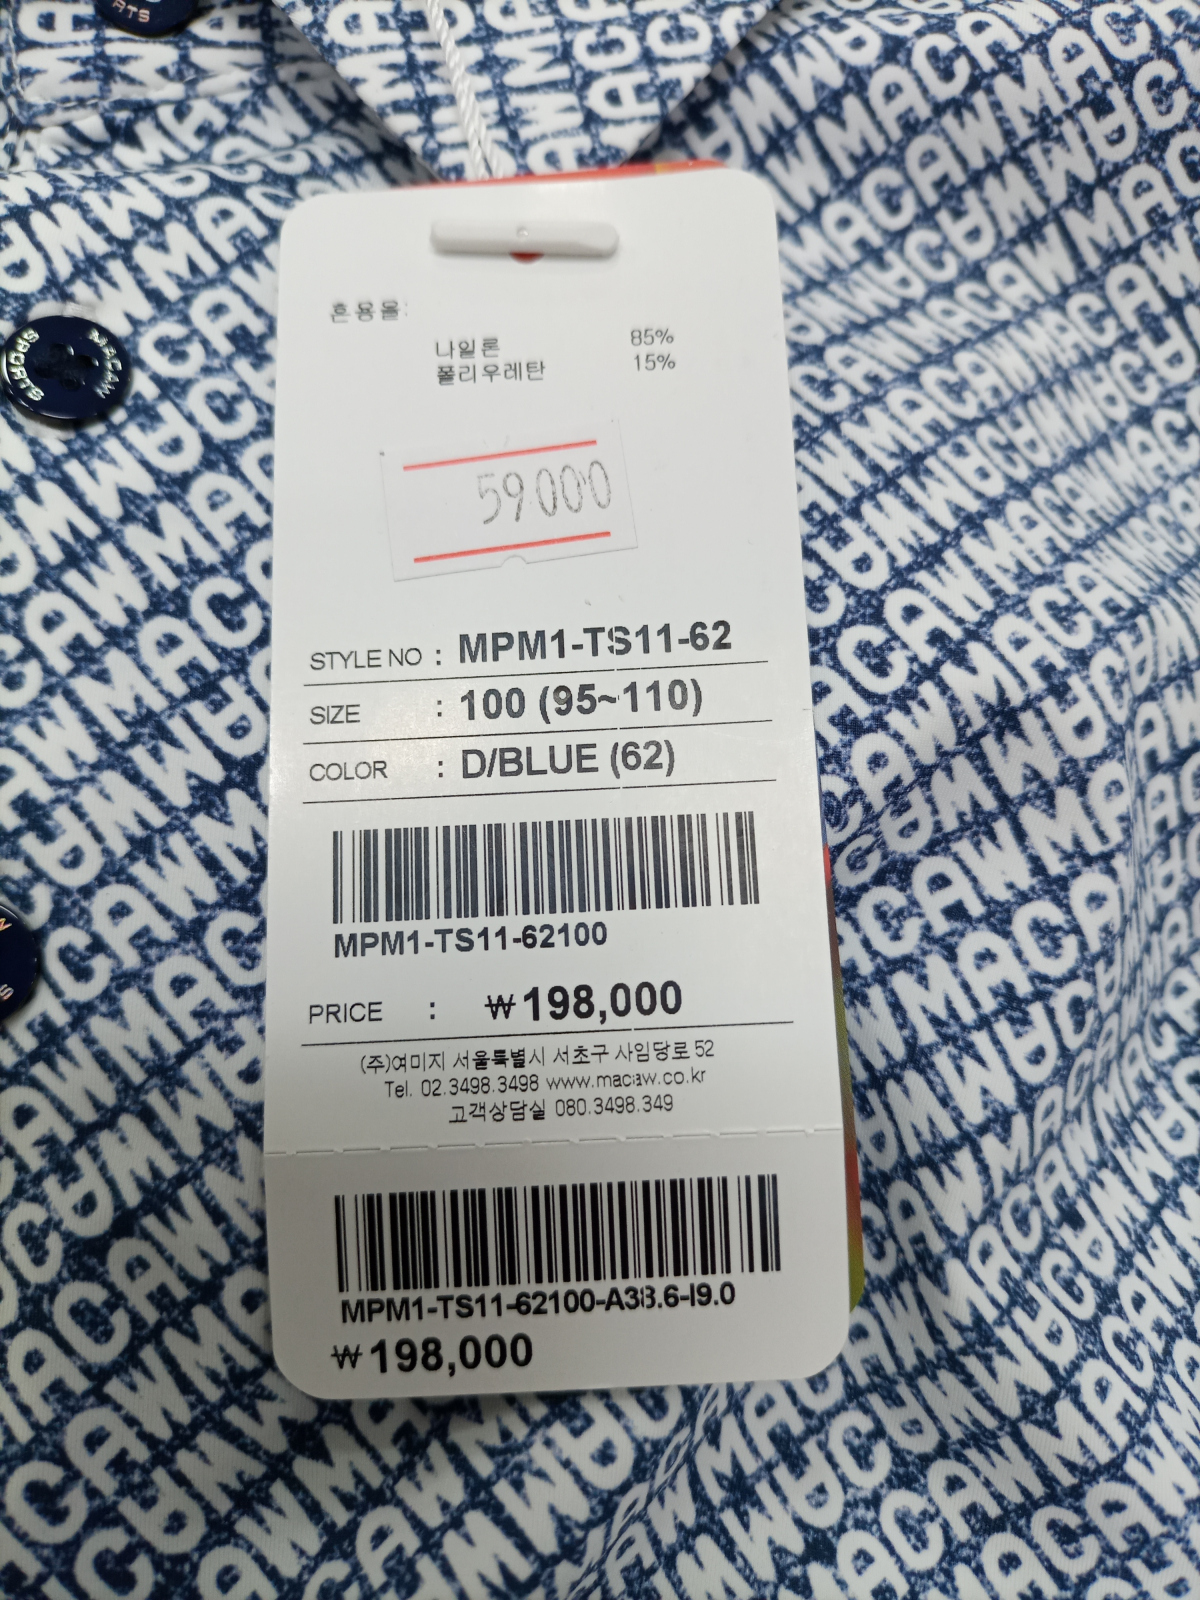 혼용율:
나일론 85%
폴리우레탄 15%
59000
STYLE NO : MPM1-TS11-62
SIZE : 100 (95~110)
COLOR : D/BLUE (62)
MPM1-TS11-62100
PRICE : ₩198,000
(주)여미지 서울특별시 서초구 사임당로 52
Tel. 02.3498.3498 www.macaw.co.kr
고객상담실 080.3498.349
MPM1-TS11-62100-A38.6-I9.0
₩198,000
MACAW
SPORTS